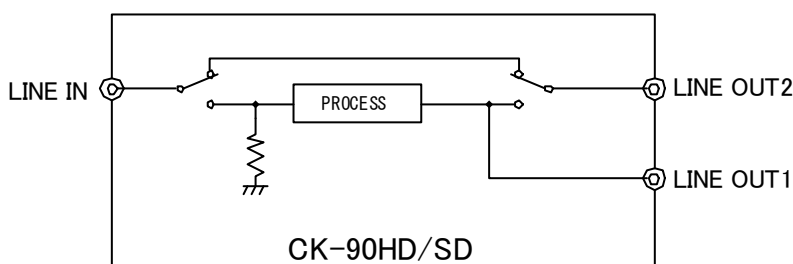 LINE IN
PROCESS
LINE OUT2
LINE OUT1
CK-90HD/SD